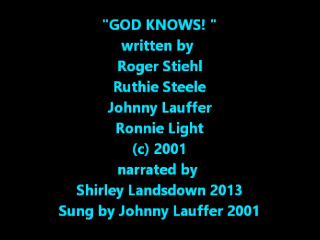 "GOD KNOWS! "
written by
Roger Stiehl
Ruthie Steele
Johnny Lauffer
Ronnie Light
(c) 2001
narrated by
Shirley Landsdown 2013
Sung by Johnny Lauffer 2001